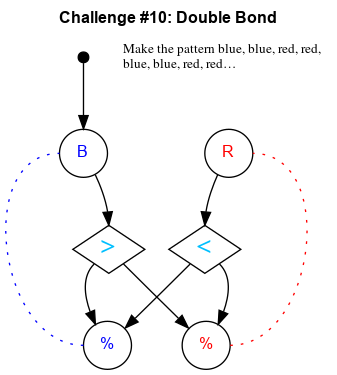 Challenge #10: Double Bond
Make the pattern blue, blue, red, red,
blue, blue, red, red…
B
R
>
<
%
%